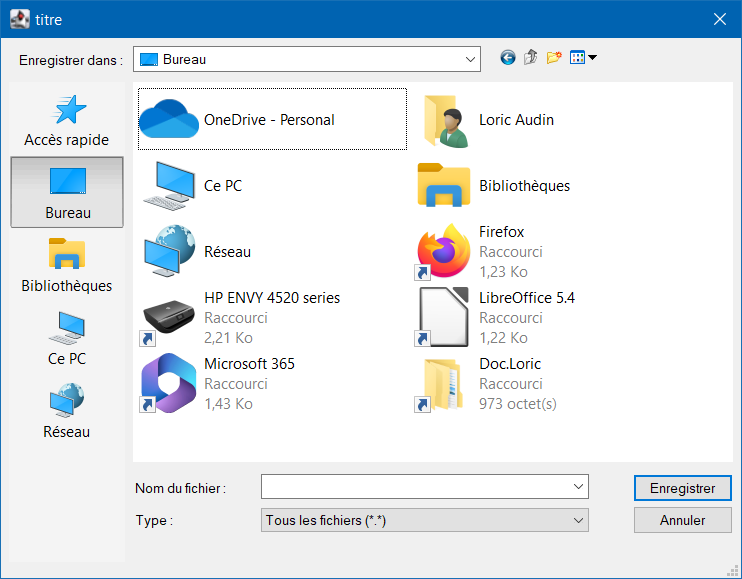 titre
Enregistrer dans :
Bureau
Accès rapide
Bureau
Bibliothèques
Ce PC
Réseau
OneDrive - Personal
Loric Audin
Ce PC
Bibliothèques
Réseau
Firefox
Raccourci
1,23 Ko
HP ENVY 4520 series
Raccourci
2,21 Ko
LibreOffice 5.4
Raccourci
1,22 Ko
Microsoft 365
Raccourci
1,43 Ko
Doc.Loric
Raccourci
973 octet(s)
Nom du fichier :
Enregistrer
Type :
Tous les fichiers (*.*)
Annuler